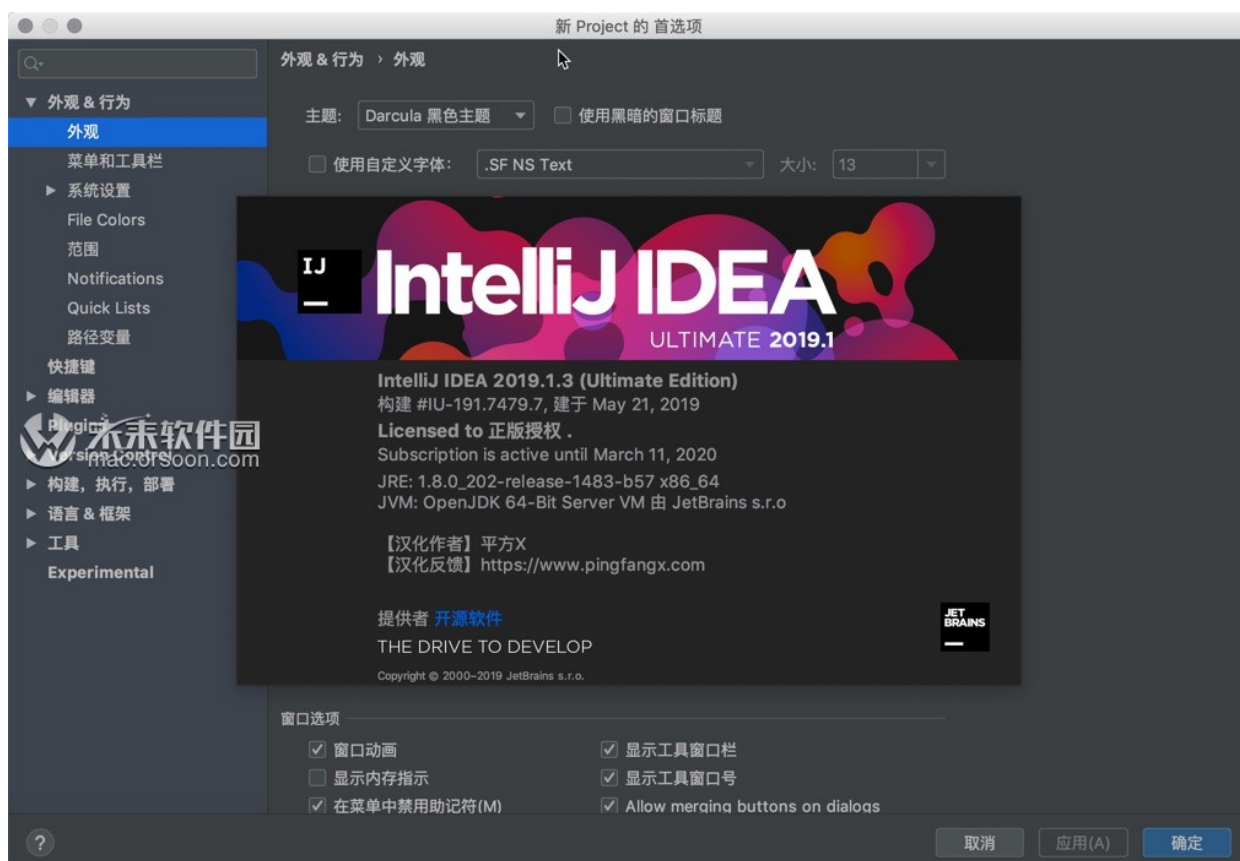 新 Project 的 首选项
外观 & 行为 › 外观
外观 & 行为
外观
菜单和工具栏
系统设置
File Colors
范围
Notifications
Quick Lists
路径变量
快捷键
编辑器
Plugins
Version Control
构建，执行，部署
语言 & 框架
工具
Experimental
未来软件园
mac.orsoon.com
主题: Darcula 黑色主题 使用黑暗的窗口标题
使用自定义字体: .SF NS Text 大小: 13
IJ
IntelliJ IDEA
ULTIMATE 2019.1
IntelliJ IDEA 2019.1.3 (Ultimate Edition)
构建 #IU-191.7479.7, 建于 May 21, 2019
Licensed to 正版授权 .
Subscription is active until March 11, 2020
JRE: 1.8.0_202-release-1483-b57 x86_64
JVM: OpenJDK 64-Bit Server VM 由 JetBrains s.r.o
【汉化作者】平方X
【汉化反馈】https://www.pingfangx.com
提供者 开源软件
THE DRIVE TO DEVELOP
Copyright © 2000–2019 JetBrains s.r.o.
JET
BRAINS
窗口选项
窗口动画 显示工具窗口栏
显示内存指示 显示工具窗口号
在菜单中禁用助记符(M) Allow merging buttons on dialogs
?
取消 应用(A) 确定